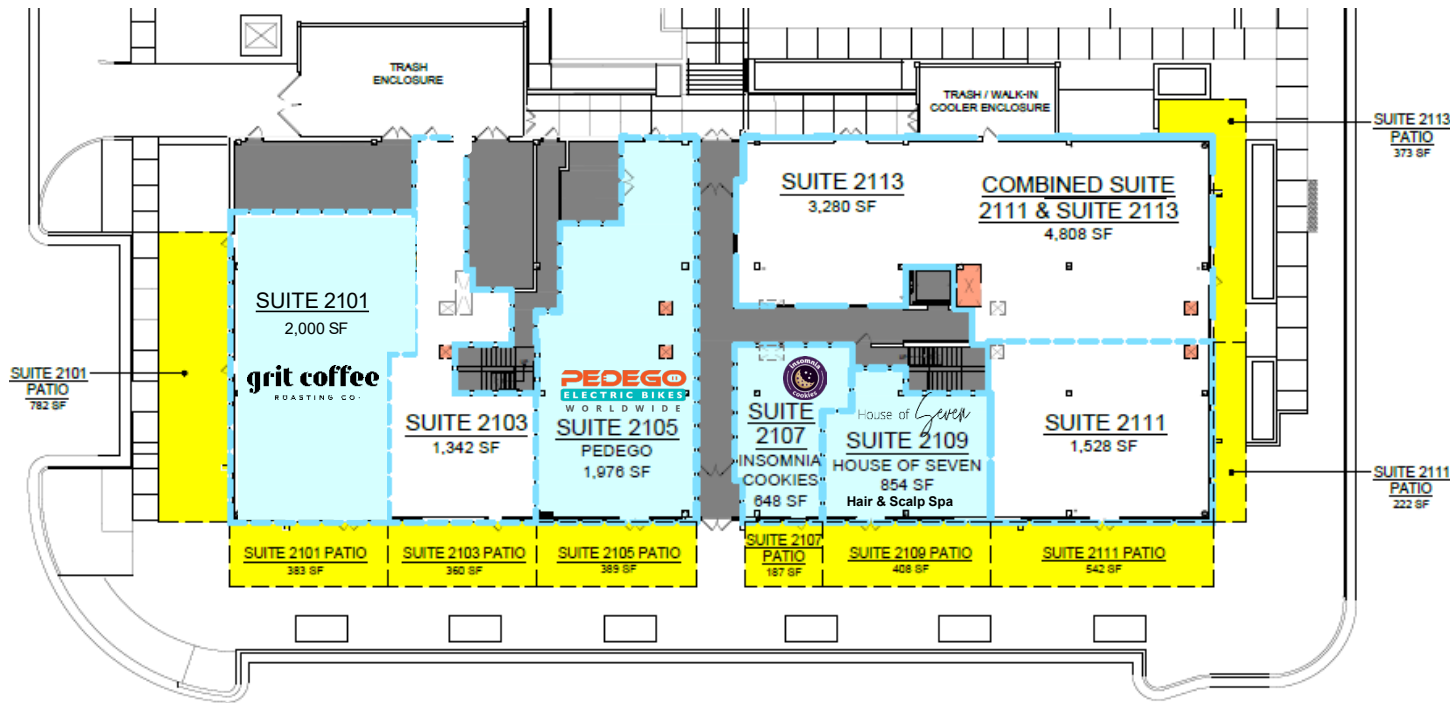 TRASH
ENCLOSURE
TRASH / WALK-IN
COOLER ENCLOSURE
SUITE 2113
PATIO
373 SF
SUITE 2113
3,280 SF
COMBINED SUITE
2111 & SUITE 2113
4,808 SF
SUITE 2101
2,000 SF
grit coffee
ROASTING CO.
SUITE 2101
PATIO
782 SF
SUITE 2103
1,342 SF
PEDEGO
ELECTRIC BIKES
WORLDWIDE
SUITE 2105
PEDEGO
1,976 SF
insomnia
cookies
SUITE
2107
INSOMNIA
COOKIES
648 SF
House of Seven
SUITE 2109
HOUSE OF SEVEN
854 SF
Hair & Scalp Spa
SUITE 2111
1,528 SF
SUITE 2111
PATIO
222 SF
SUITE 2101 PATIO
383 SF
SUITE 2103 PATIO
360 SF
SUITE 2105 PATIO
389 SF
SUITE 2107
PATIO
187 SF
SUITE 2109 PATIO
408 SF
SUITE 2111 PATIO
542 SF